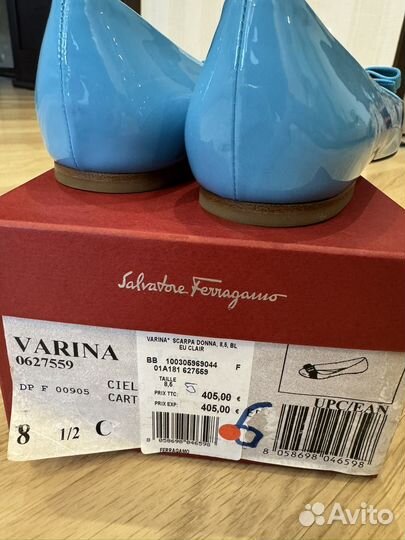 Salvatore Ferragamo
VARINA
0627559
DP F 00905 CIEL
CART
8 1/2 C
VARINA* SCARPA DONNA, 8,5, BL
EU CLAIR
BB 100305969044 F
01A181 627559
TAILLE
8,5
PRIX TTC: 405,00 €
PRIX EXP: 405,00 €
8 058698 046598
FERRAGAMO
UPC/EAN
8 058698 046598
Avito